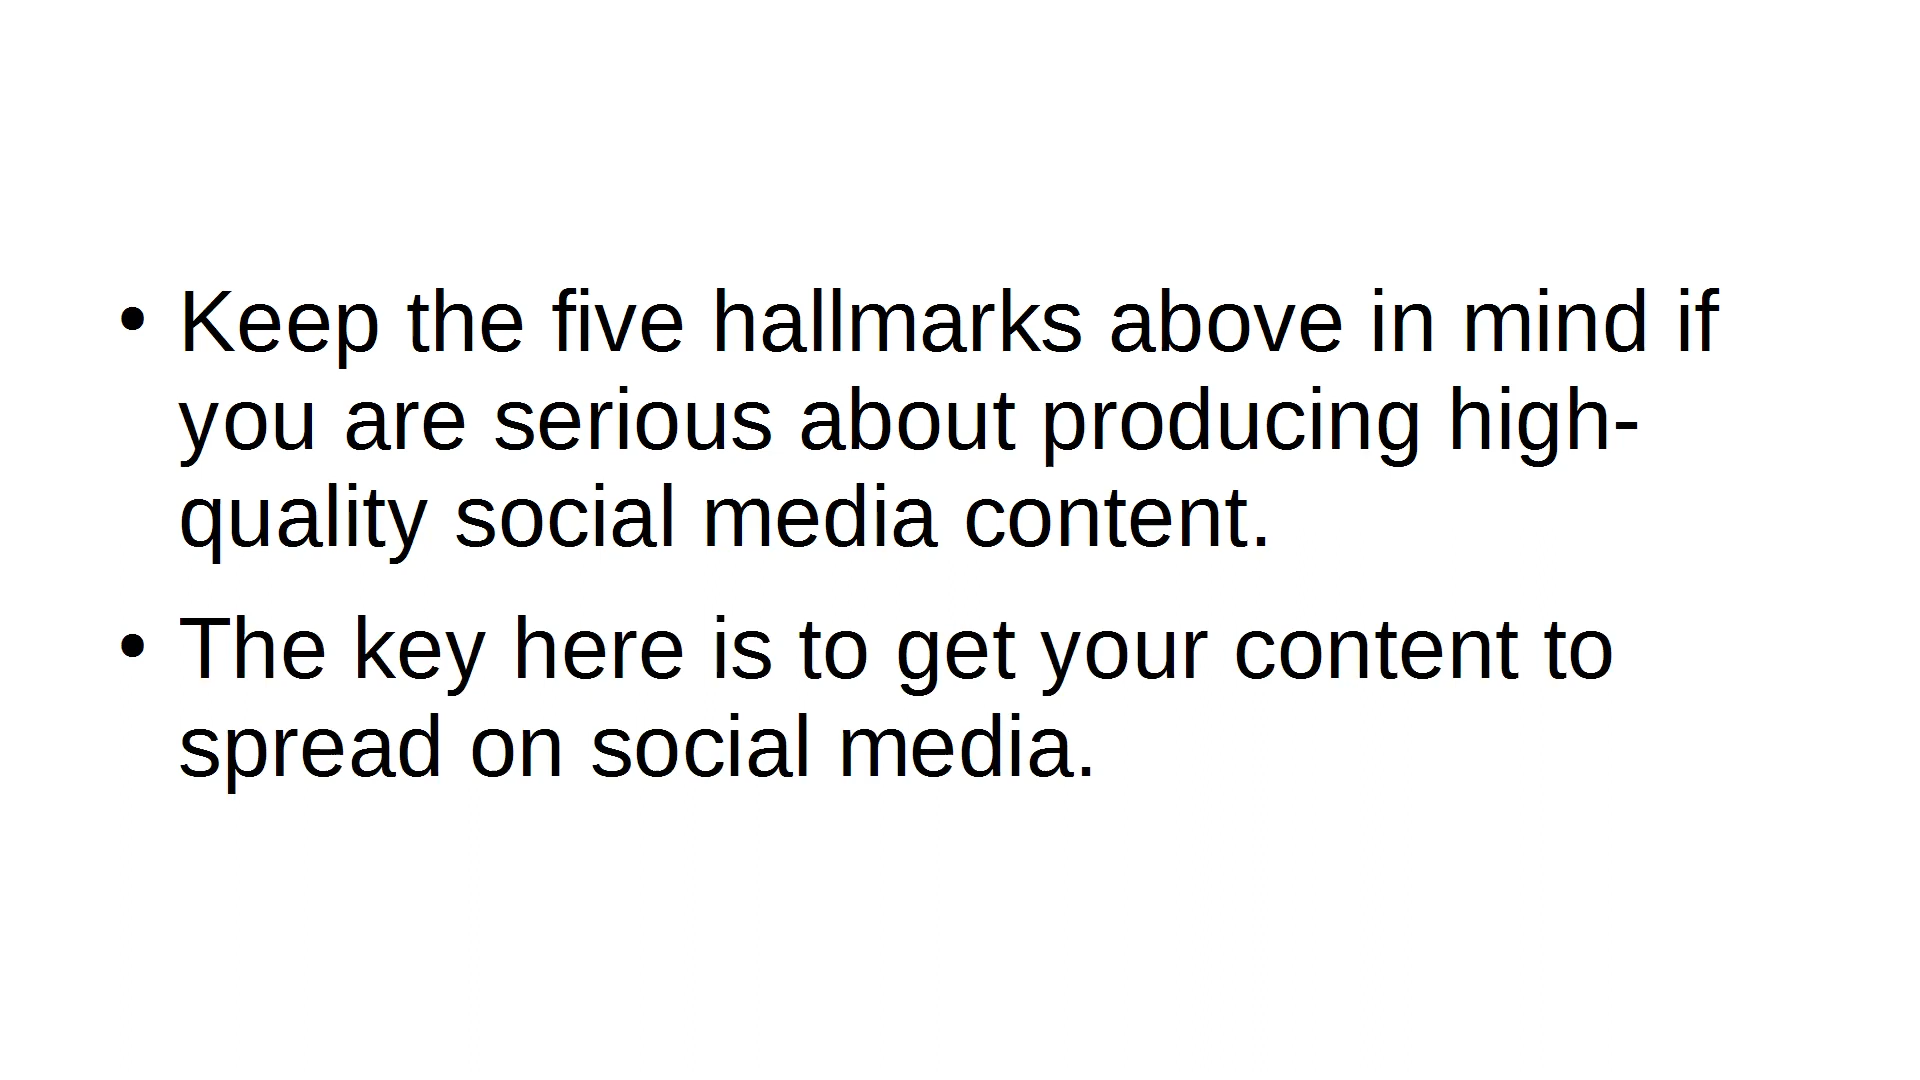 • Keep the five hallmarks above in mind if
you are serious about producing high-
quality social media content.
• The key here is to get your content to
spread on social media.